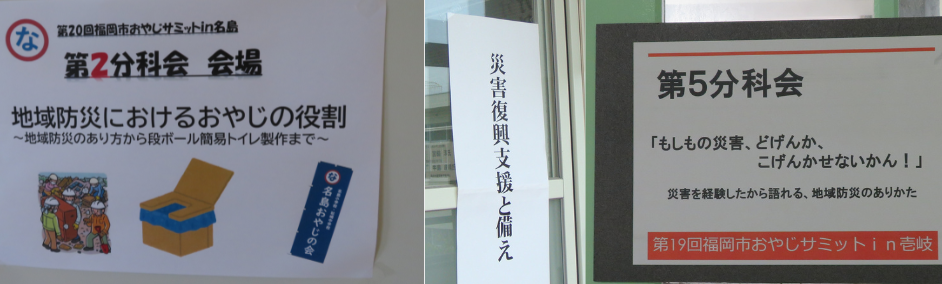 な
第20回福岡市おやじサミットin名島
第2分科会 会場
地域防災におけるおやじの役割
～地域防災のあり方から段ボール簡易トイレ製作まで～
な
名島おやじの会
災害復興支援と備え
第5分科会
「もしもの災害、どげんか、
こげんかせないかん！」
災害を経験したから語れる、地域防災のありかた
第19回福岡市おやじサミットin壱岐